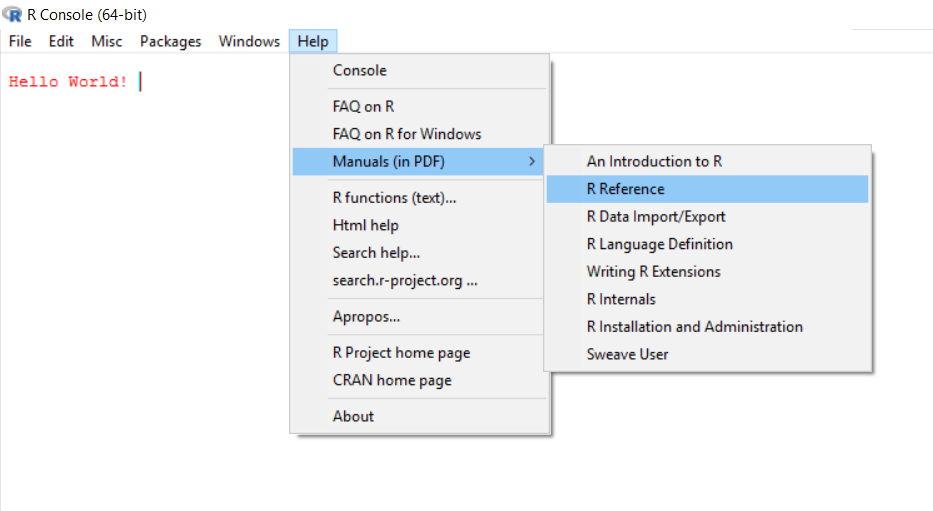 R Console (64-bit)
File Edit Misc Packages Windows Help
Hello World!
Console
FAQ on R
FAQ on R for Windows
Manuals (in PDF)
R functions (text)...
Html help
Search help...
search.r-project.org ...
Apropos...
R Project home page
CRAN home page
About
An Introduction to R
R Reference
R Data Import/Export
R Language Definition
Writing R Extensions
R Internals
R Installation and Administration
Sweave User